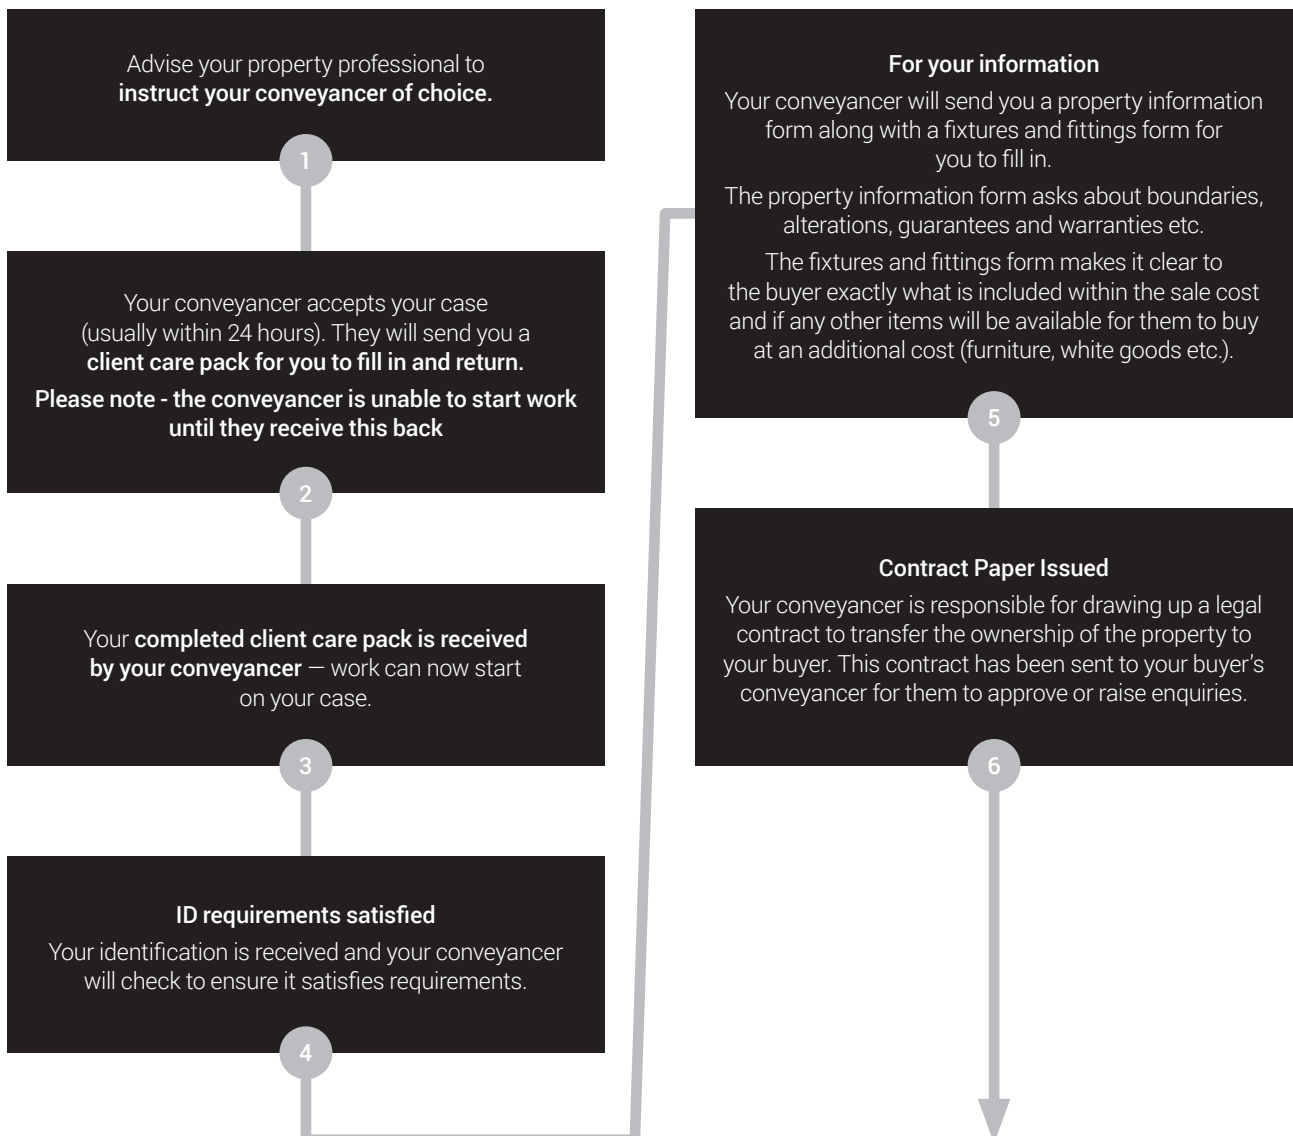 Advise your property professional to
instruct your conveyancer of choice.
1
Your conveyancer accepts your case
(usually within 24 hours). They will send you a
client care pack for you to fill in and return.
Please note - the conveyancer is unable to start work
until they receive this back
2
Your completed client care pack is received
by your conveyancer — work can now start
on your case.
3
ID requirements satisfied
Your identification is received and your conveyancer
will check to ensure it satisfies requirements.
4
For your information
Your conveyancer will send you a property information
form along with a fixtures and fittings form for
you to fill in.
The property information form asks about boundaries,
alterations, guarantees and warranties etc.
The fixtures and fittings form makes it clear to
the buyer exactly what is included within the sale cost
and if any other items will be available for them to buy
at an additional cost (furniture, white goods etc.).
5
Contract Paper Issued
Your conveyancer is responsible for drawing up a legal
contract to transfer the ownership of the property to
your buyer. This contract has been sent to your buyer's
conveyancer for them to approve or raise enquiries.
6